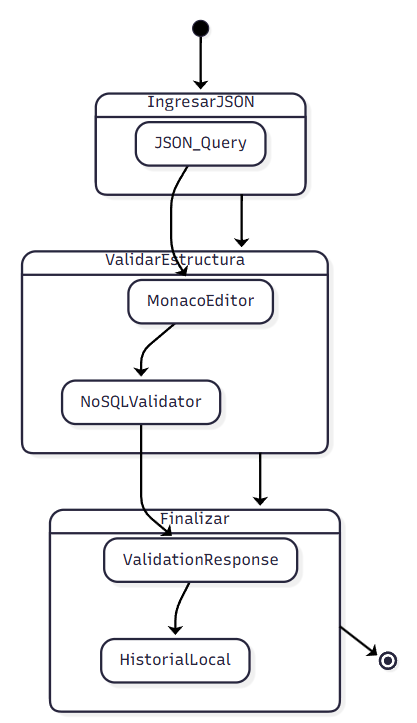 IngresarJSON
JSON_Query
ValidarEstructura
MonacoEditor
NoSQLValidator
Finalizar
ValidationResponse
HistorialLocal